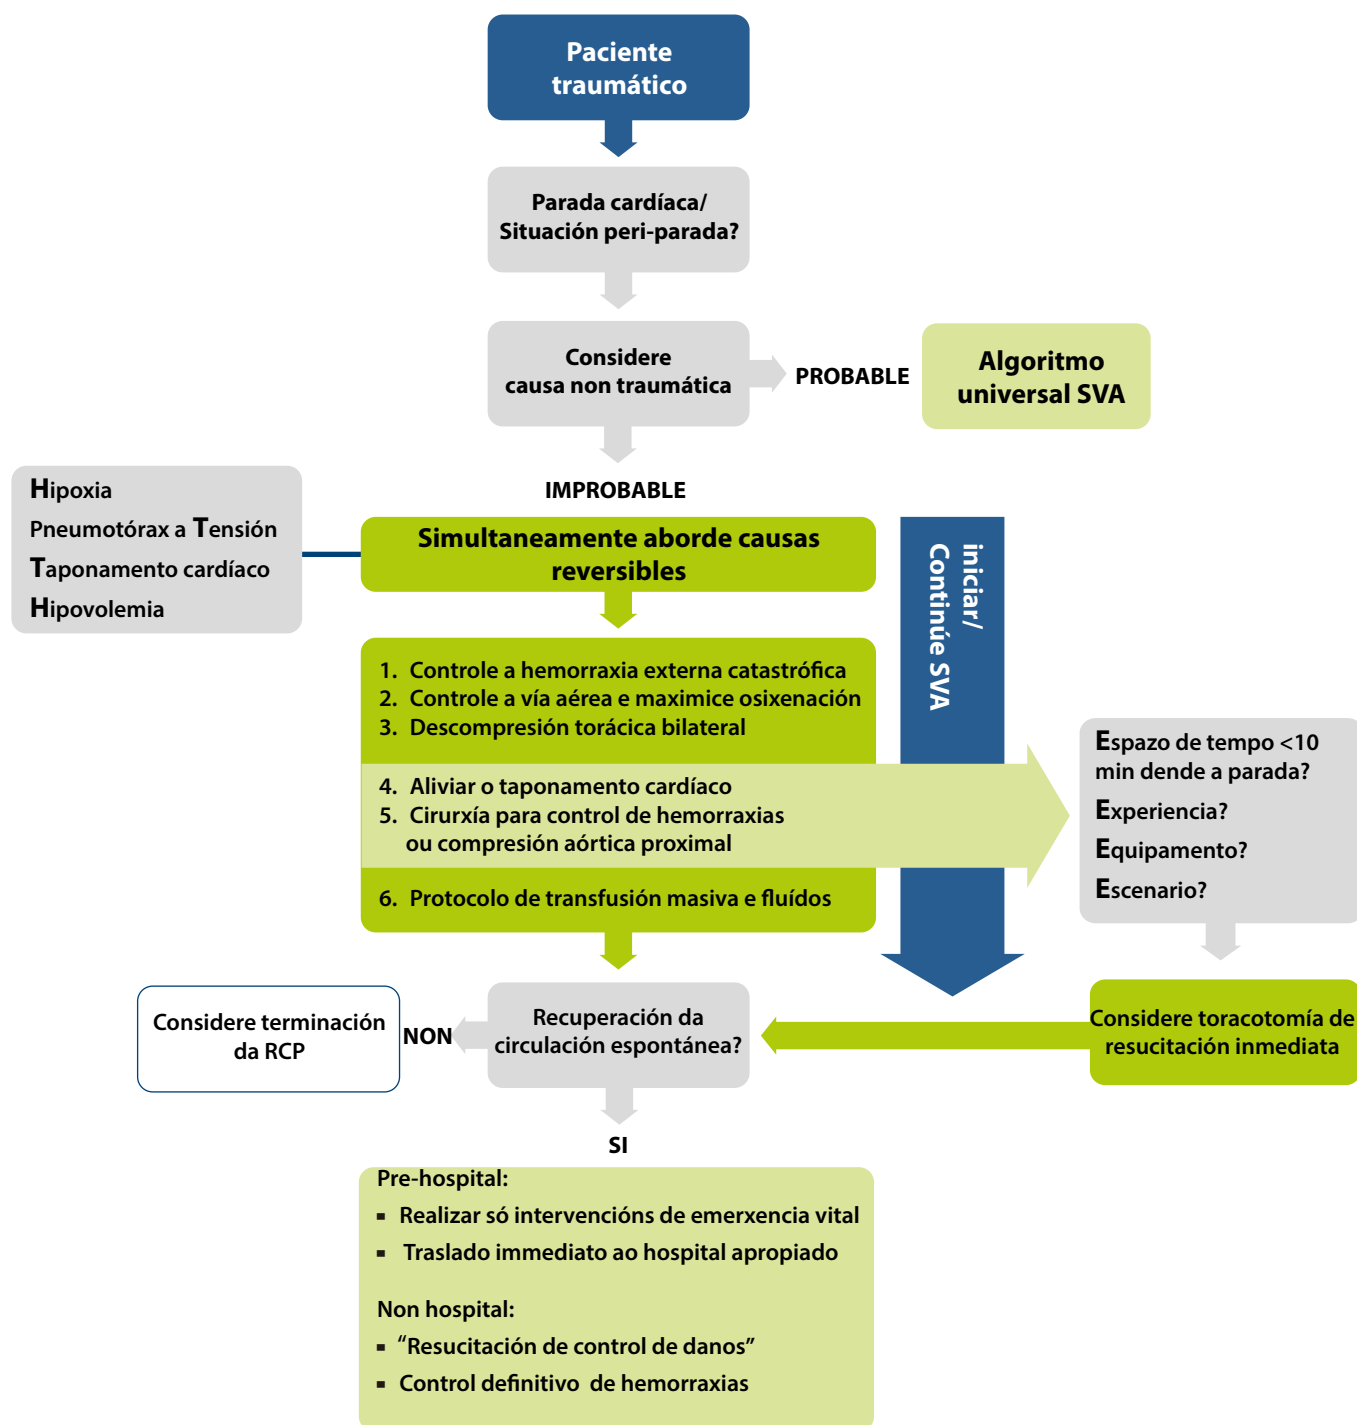 Paciente
traumático
Parada cardíaca/
Situación peri-parada?
Considere
causa non traumática
PROBABLE
Algoritmo
universal SVA
IMPROBABLE
Hipoxia
Pneumotórax a Tensión
Taponamento cardíaco
Hipovolemia
Simultaneamente aborde causas
reversibles
iniciar/
Continúe SVA
1. Controle a hemorraxia externa catastrófica
2. Controle a vía aérea e maximice osixenación
3. Descompresión torácica bilateral
4. Aliviar o taponamento cardíaco
5. Cirurxía para control de hemorraxias
ou compresión aórtica proximal
6. Protocolo de transfusión masiva e fluídos
Espazo de tempo <10
min dende a parada?
Experiencia?
Equipamento?
Escenario?
Considere toracotomía de
resucitación inmediata
Recuperación da
circulación espontánea?
NON
Considere terminación
da RCP
SI
Pre-hospital:
▪ Realizar só intervencións de emerxencia vital
▪ Traslado immediato ao hospital apropiado
Non hospital:
▪ “Resucitación de control de danos”
▪ Control definitivo de hemorraxias